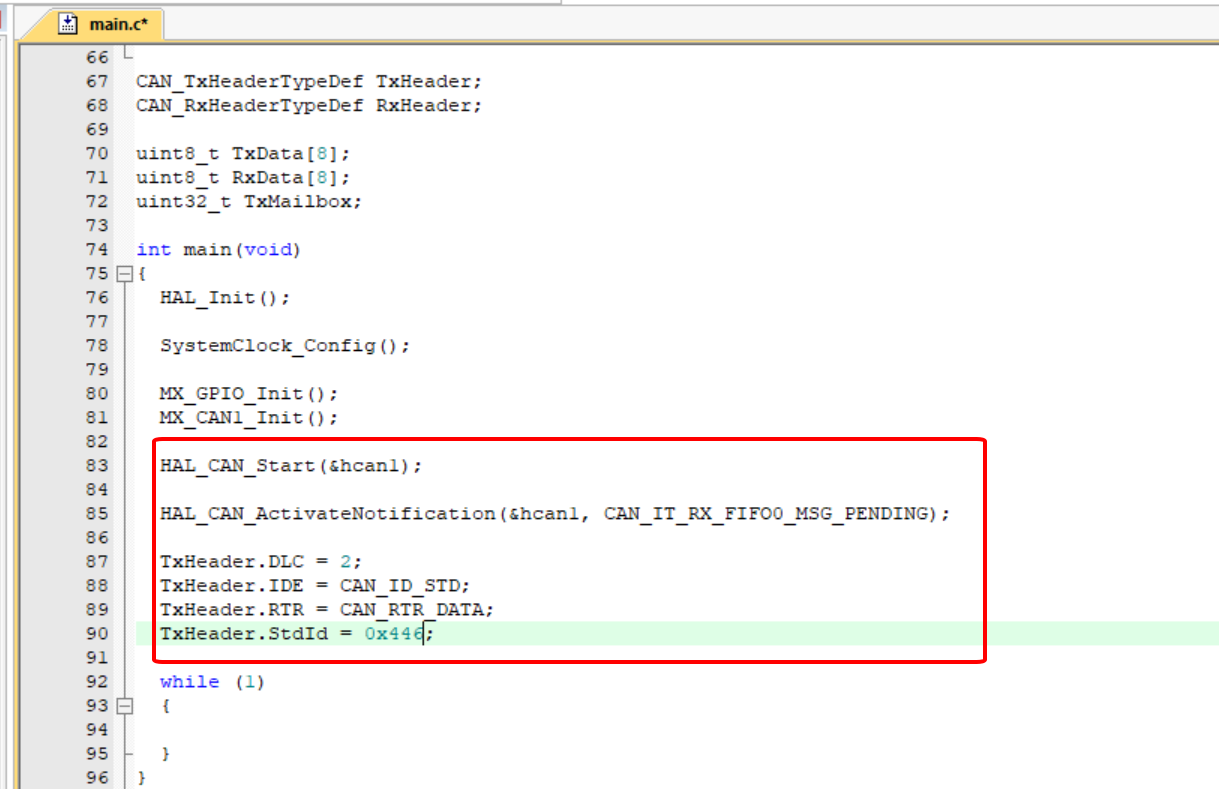 main.c*
66
67 CAN_TxHeaderTypeDef TxHeader;
68 CAN_RxHeaderTypeDef RxHeader;
69
70 uint8_t TxData[8];
71 uint8_t RxData[8];
72 uint32_t TxMailbox;
73
74 int main(void)
75 {
76 HAL_Init();
77
78 SystemClock_Config();
79
80 MX_GPIO_Init();
81 MX_CAN1_Init();
82
83 HAL_CAN_Start(&hcan1);
84
85 HAL_CAN_ActivateNotification(&hcan1, CAN_IT_RX_FIFO0_MSG_PENDING);
86
87 TxHeader.DLC = 2;
88 TxHeader.IDE = CAN_ID_STD;
89 TxHeader.RTR = CAN_RTR_DATA;
90 TxHeader.StdId = 0x446;
91
92 while (1)
93 {
94
95 }
96 }